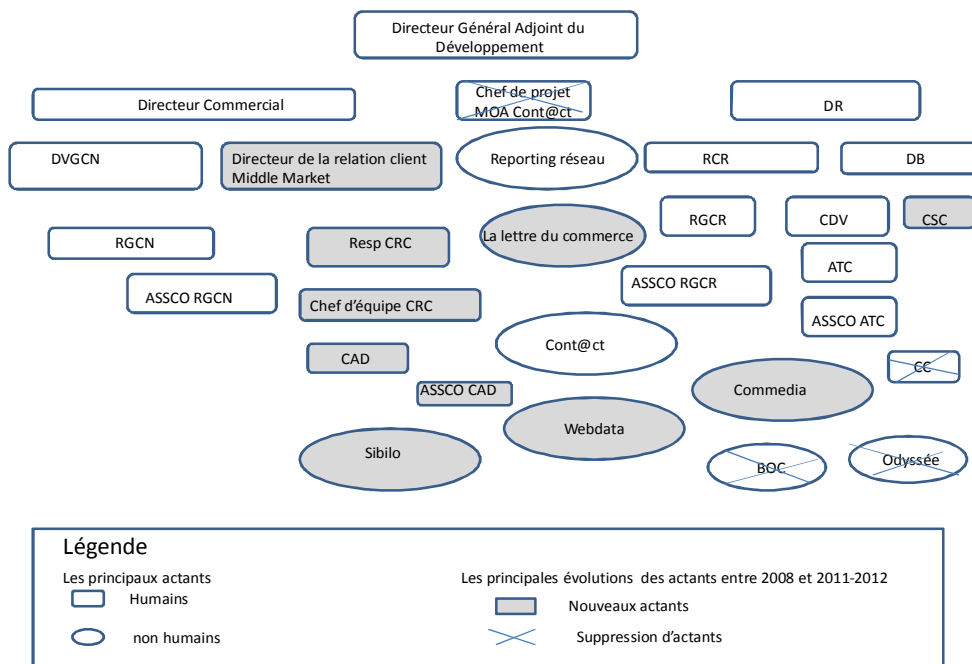 Directeur Général Adjoint du
Développement
Directeur Commercial
Chef de projet
MOA Cont@ct
DR
DVGCN
Directeur de la relation client
Middle Market
Reporting réseau
RCR
DB
RGCN
Resp CRC
La lettre du commerce
RGCR
CDV
CSC
ASSCO RGCN
Chef d'équipe CRC
ASSCO RGCR
ATC
ASSCO ATC
CAD
Cont@ct
CC
ASSCO CAD
Commedia
Sibilo
Webdata
BOC
Odyssée
Légende
Les principaux actants
Humains
non humains
Les principales évolutions des actants entre 2008 et 2011-2012
Nouveaux actants
Suppression d'actants